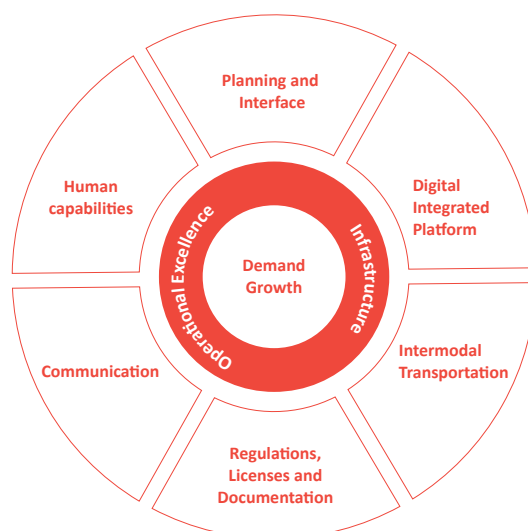 Planning and
Interface
Human
capabilities
Digital
Integrated
Platform
Operational Excellence
Infrastructure
Demand
Growth
Communication
Intermodal
Transportation
Regulations,
Licenses and
Documentation